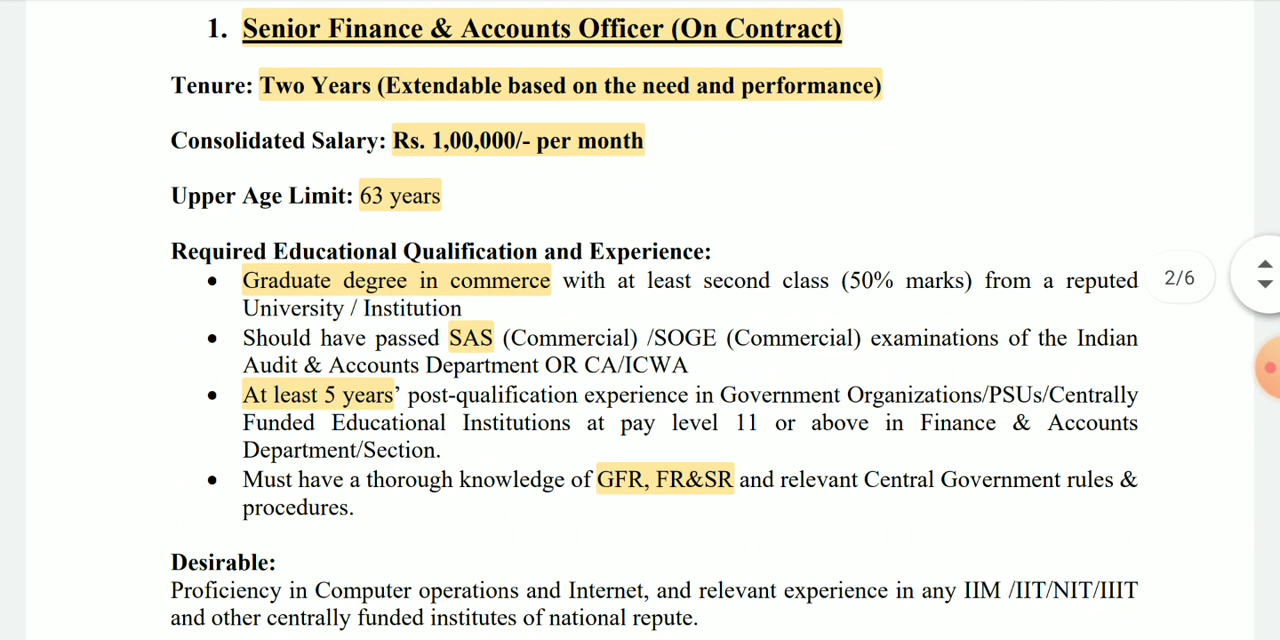 1. Senior Finance & Accounts Officer (On Contract)
Tenure: Two Years (Extendable based on the need and performance)
Consolidated Salary: Rs. 1,00,000/- per month
Upper Age Limit: 63 years
Required Educational Qualification and Experience:
• Graduate degree in commerce with at least second class (50% marks) from a reputed
University / Institution
• Should have passed SAS (Commercial) /SOGE (Commercial) examinations of the Indian
Audit & Accounts Department OR CA/ICWA
• At least 5 years’ post-qualification experience in Government Organizations/PSUs/Centrally
Funded Educational Institutions at pay level 11 or above in Finance & Accounts
Department/Section.
• Must have a thorough knowledge of GFR, FR&SR and relevant Central Government rules &
procedures.
Desirable:
Proficiency in Computer operations and Internet, and relevant experience in any IIM /IIT/NIT/IIIT
and other centrally funded institutes of national repute.
2/6